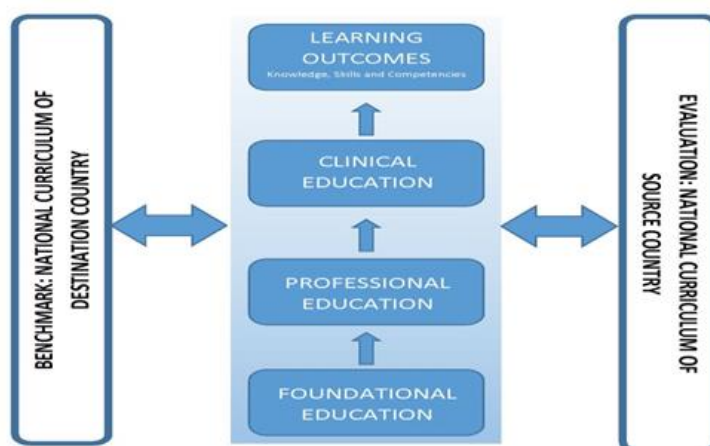 BENCHMARK: NATIONAL CURRICULUM OF
DESTINATION COUNTRY
LEARNING
OUTCOMES
Knowledge, Skills and Competencies
CLINICAL
EDUCATION
PROFESSIONAL
EDUCATION
FOUNDATIONAL
EDUCATION
EVALUATION: NATIONAL CURRICULUM OF
SOURCE COUNTRY